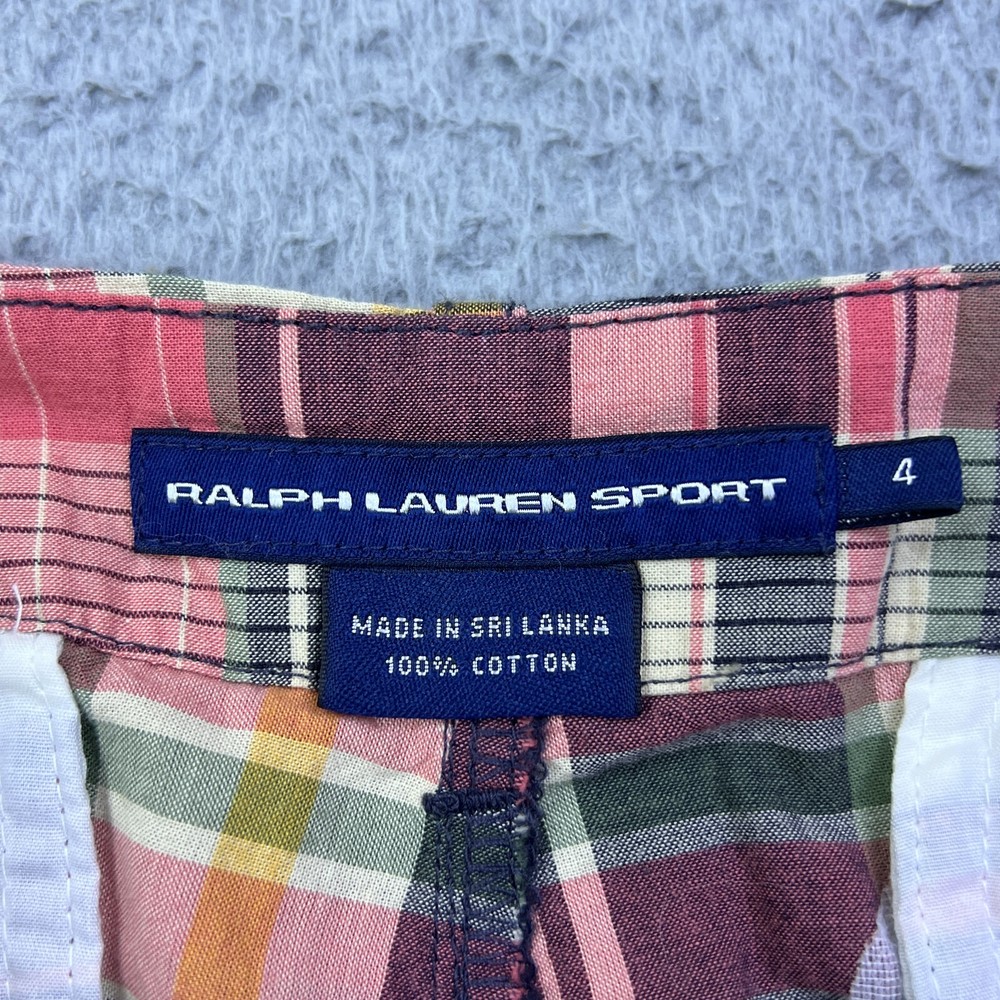 RALPH LAUREN SPORT
4
MADE IN SRI LANKA
100% COTTON